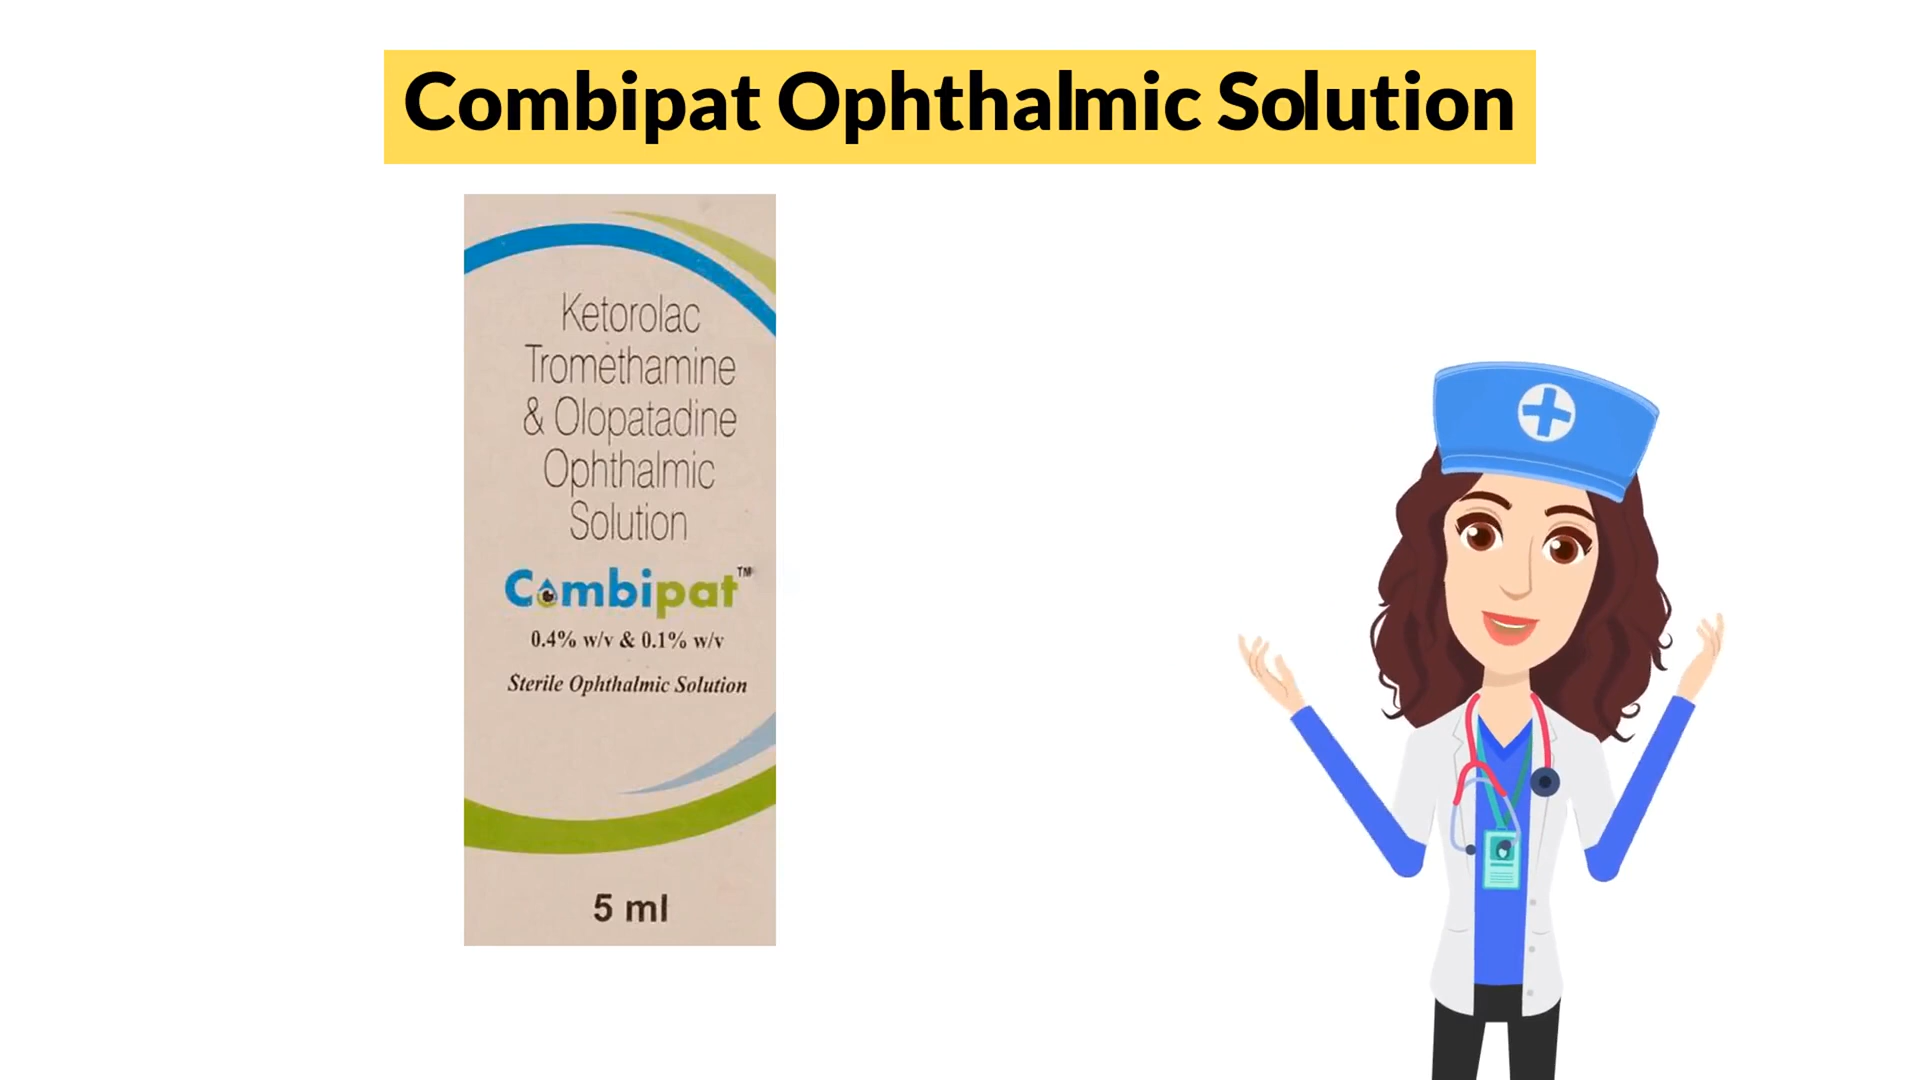 Combipat Ophthalmic Solution
Ketorolac
Tromethamine
& Olopatadine
Ophthalmic
Solution
Combipat™
0.4% w/v & 0.1% w/v
Sterile Ophthalmic Solution
5 ml